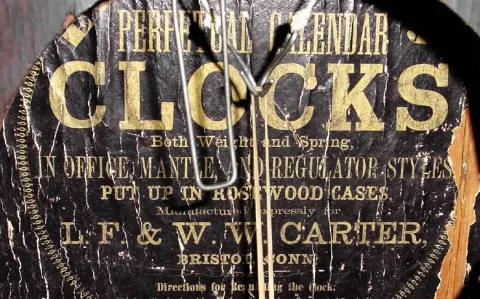 PERPETUAL CALENDAR
CLOCKS
Both Weight and Spring,
IN OFFICE, MANTLE, AND REGULATOR STYLES,
PUT UP IN ROSEWOOD CASES.
Manufactured Expressly for
L. F. & W. W. CARTER,
BRISTOL CONN
Directions for Regulating the Clock.